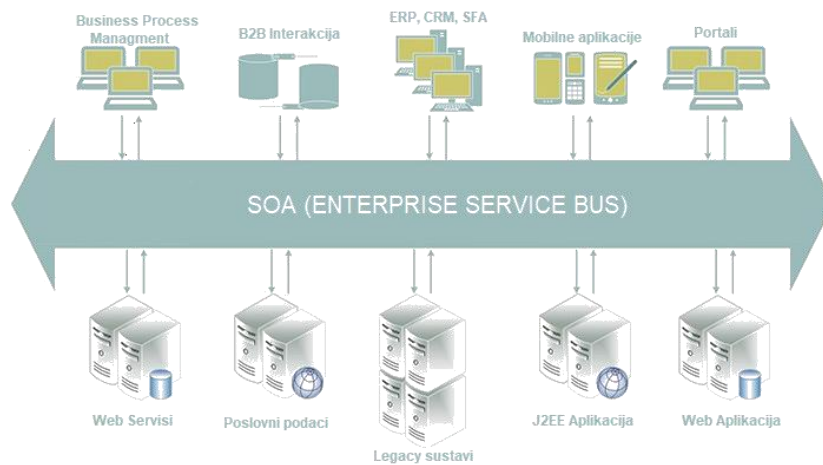 Business Process
Managment
B2B Interakcija
ERP, CRM, SFA
Mobilne aplikacije
Portali
SOA (ENTERPRISE SERVICE BUS)
Web Servisi
Poslovni podaci
Legacy sustavi
J2EE Aplikacija
Web Aplikacija